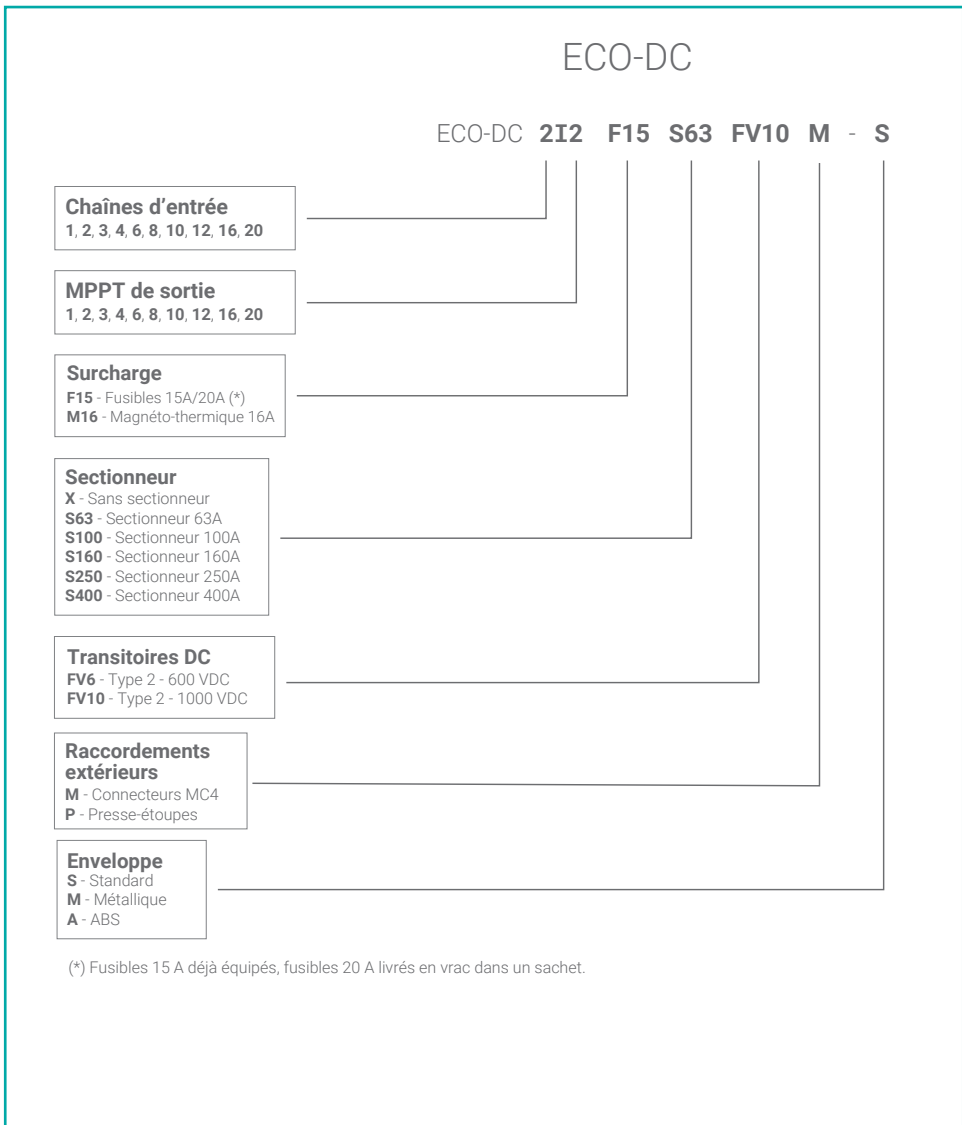 ECO-DC
ECO-DC 2I2 F15 S63 FV10 M - S
Chaînes d'entrée
1, 2, 3, 4, 6, 8, 10, 12, 16, 20
MPPT de sortie
1, 2, 3, 4, 6, 8, 10, 12, 16, 20
Surcharge
F15 - Fusibles 15A/20A (*)
M16 - Magnéto-thermique 16A
Sectionneur
X - Sans sectionneur
S63 - Sectionneur 63A
S100 - Sectionneur 100A
S160 - Sectionneur 160A
S250 - Sectionneur 250A
S400 - Sectionneur 400A
Transitoires DC
FV6 - Type 2 - 600 VDC
FV10 - Type 2 - 1000 VDC
Raccordements
extérieurs
M - Connecteurs MC4
P - Presse-étoupes
Enveloppe
S - Standard
M - Métallique
A - ABS
(*) Fusibles 15 A déjà équipés, fusibles 20 A livrés en vrac dans un sachet.